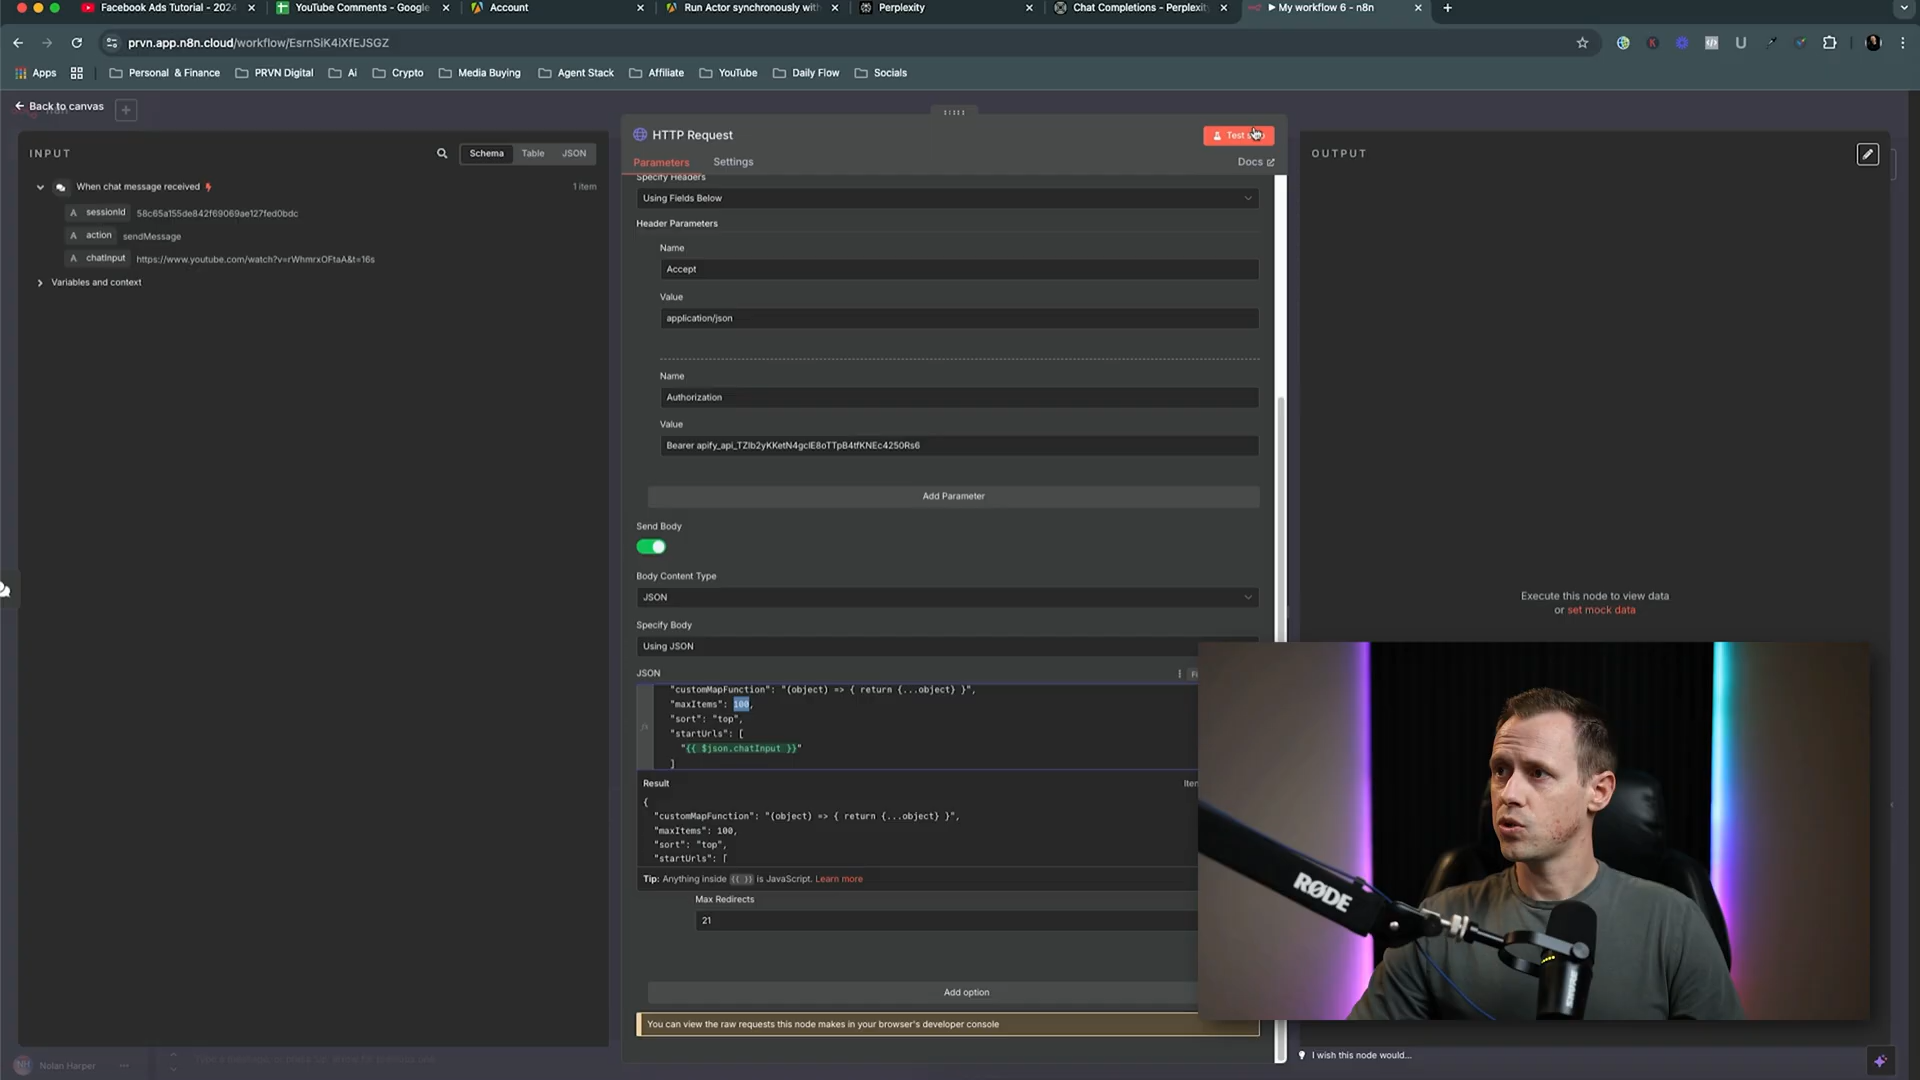 Facebook Ads Tutorial - 2024
YouTube Comments - Google
Account
Run Actor synchronously with
Perplexity
Chat Completions - Perplexity
▶ My workflow 6 - n8n
prvn.app.n8n.cloud/workflow/EsrnSiK4iXfEJSGZ
Apps
Personal & Finance
PRVN Digital
Ai
Crypto
Media Buying
Agent Stack
Affiliate
YouTube
Daily Flow
Socials
Back to canvas
INPUT
Schema
Table
JSON
When chat message received
1 item
A sessionId 58c65a155de842f69069ae127fed0bdc
A action sendMessage
A chatInput https://www.youtube.com/watch?v=rWhmrxOFtaA&t=16s
Variables and context
HTTP Request
Test s
Parameters
Settings
Docs
Specify Headers
Using Fields Below
Header Parameters
Name
Accept
Value
application/json
Name
Authorization
Value
Bearer apify_api_TZlb2yKKetN4gclE8oTTpB4tfKNEc4250Rs6
Add Parameter
Send Body
Body Content Type
JSON
Specify Body
Using JSON
JSON
"customMapFunction": "(object) => { return {...object} }",
"maxItems": 100,
"sort": "top",
"startUrls": [
"{{ $json.chatInput }}"
]
Result
Iten
{
"customMapFunction": "(object) => { return {...object} }",
"maxItems": 100,
"sort": "top",
"startUrls": [
Tip: Anything inside {{ }} is JavaScript. Learn more
Max Redirects
21
Add option
You can view the raw requests this node makes in your browser's developer console
OUTPUT
Execute this node to view data
or set mock data
RØDE
SHURE
I wish this node would...
Nolan Harper